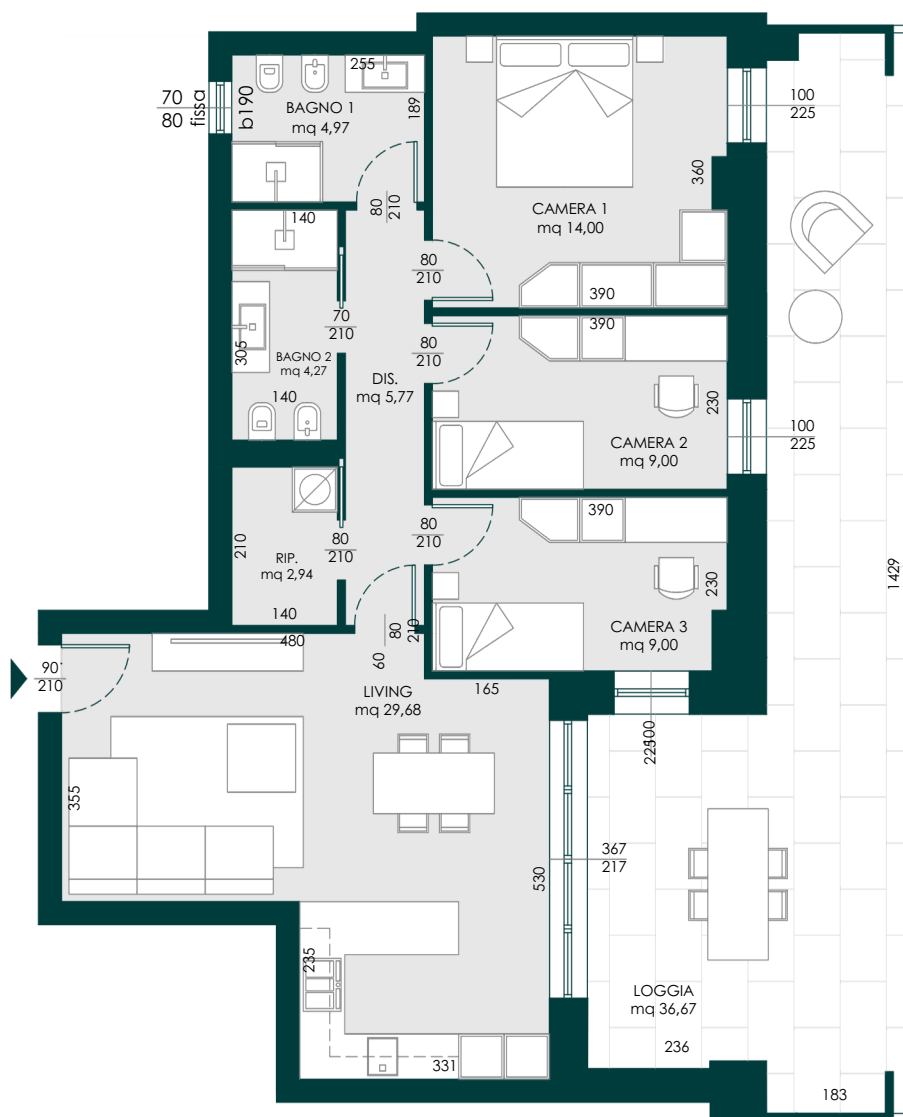 255
BAGNO 1
mq 4,97
189
70
80
fissa
b190
100
225
360
CAMERA 1
mq 14,00
80
210
140
80
210
390
70
210
305
BAGNO 2
mq 4,27
140
80
210
390
DIS.
mq 5,77
230
CAMERA 2
mq 9,00
100
225
80
210
390
210
RIP.
mq 2,94
140
80
210
230
CAMERA 3
mq 9,00
1429
480
80
210
60
90
210
LIVING
mq 29,68
165
100
225
355
367
217
530
235
331
LOGGIA
mq 36,67
236
183